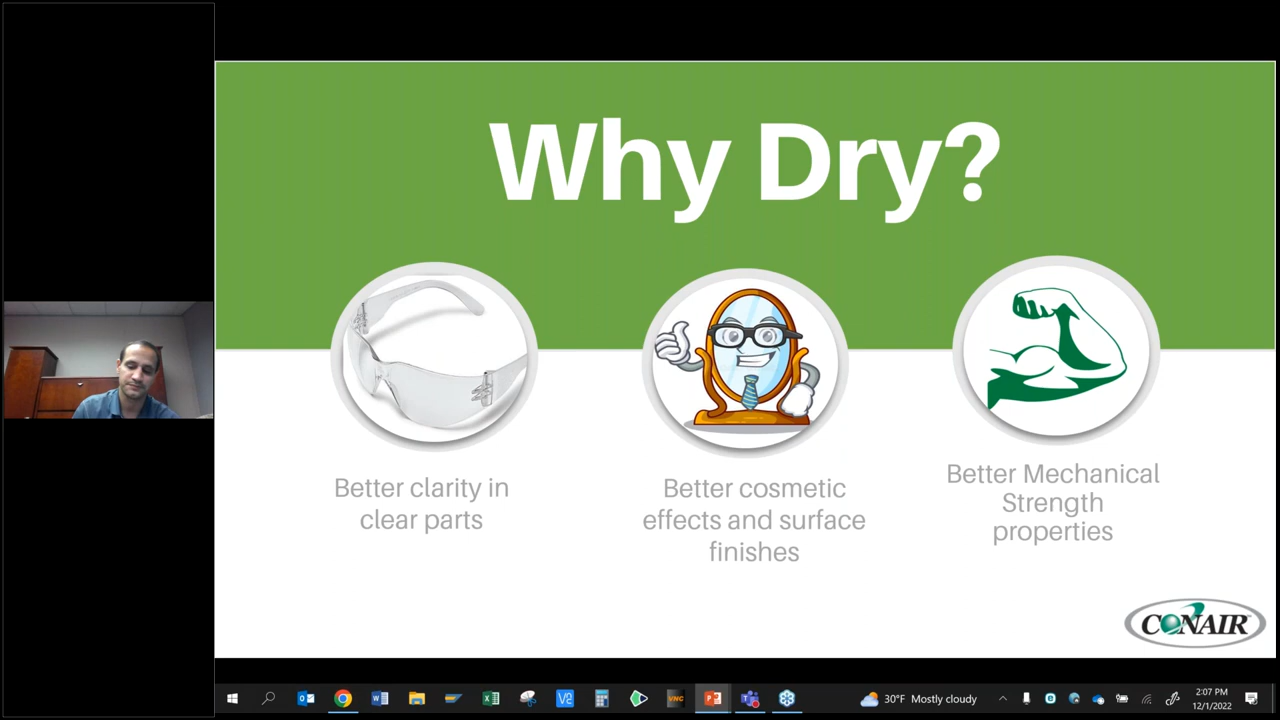 Why Dry?
Better clarity in
clear parts
Better cosmetic
effects and surface
finishes
Better Mechanical
Strength
properties
CONAIR
VNC
30°F Mostly cloudy
2:07 PM
12/1/2022